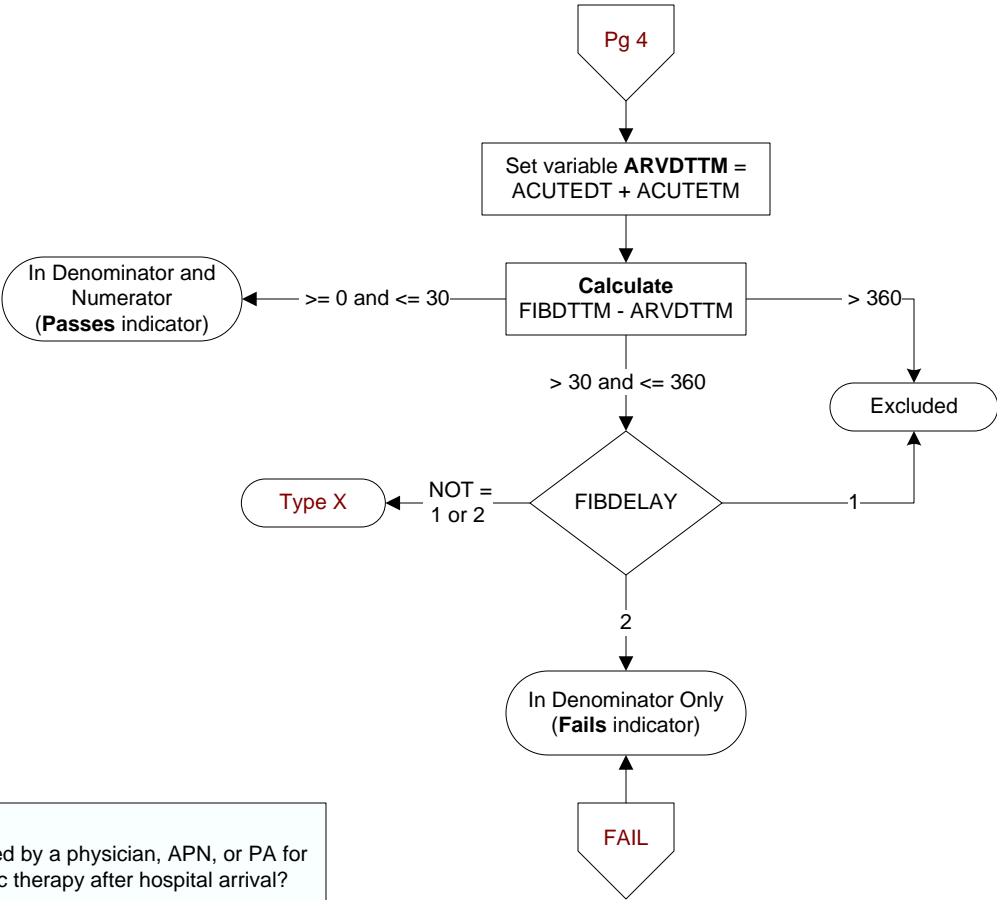 Pg 4
Set variable ARVDTTM =
ACUTEDT + ACUTETM
In Denominator and
Numerator
(Passes indicator)
>= 0 and <= 30
Calculate
FIBDTTM - ARVDTTM
> 360
> 30 and <= 360
Excluded
Type X
NOT =
1 or 2
FIBDELAY
1
2
In Denominator Only
(Fails indicator)
FAIL
by a physician, APN, or PA for
therapy after hospital arrival?